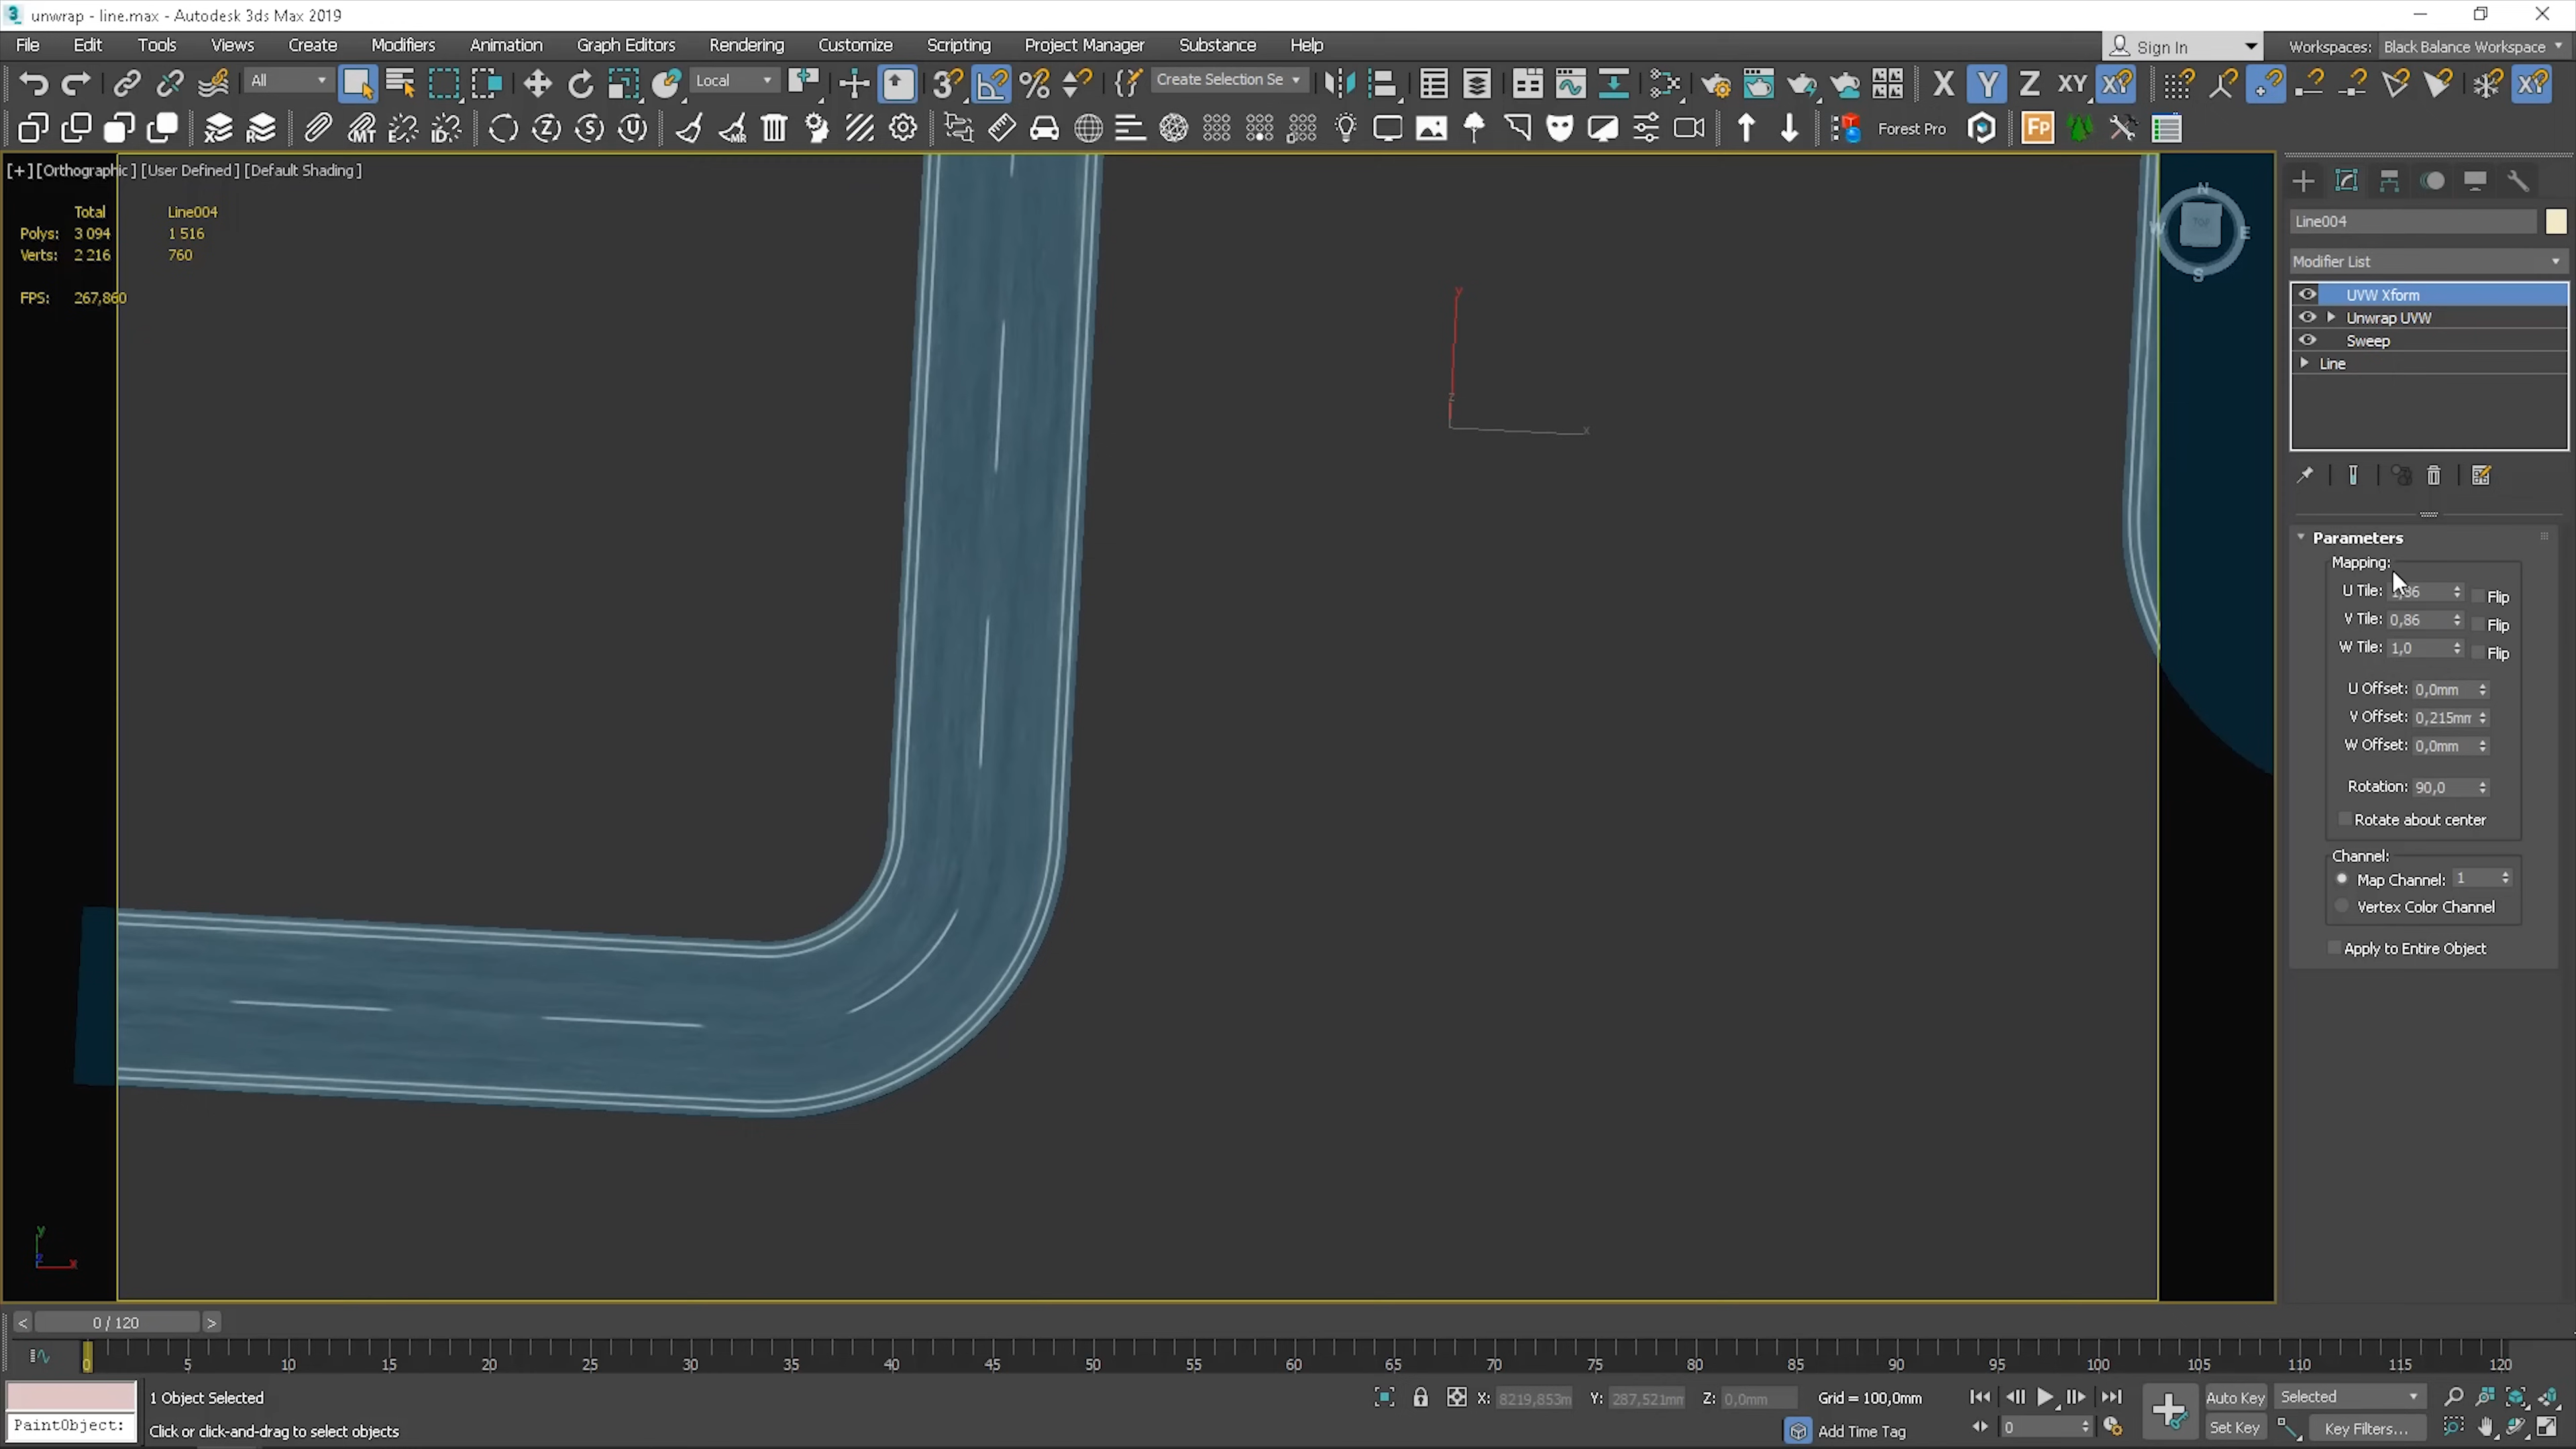 unwrap - line.max - Autodesk 3ds Max 2019
File Edit Tools Views Create Modifiers Animation Graph Editors Rendering Customize Scripting Project Manager Substance Help
Sign In
Workspaces: Black Balance Workspace
All
Local
Create Selection Se
X Y Z XY
Forest Pro
[+] [Orthographic ] [User Defined ] [Default Shading ]
Total Line004
Polys: 3 094 1 516
Verts: 2 216 760
FPS: 267,860
N
W TOP E
S
y
z
x
Line004
Modifier List
UVW Xform
Unwrap UVW
Sweep
Line
Parameters
Mapping:
U Tile: Flip
V Tile: 0,86 Flip
W Tile: 1,0 Flip
U Offset: 0,0mm
V Offset: 0,215mm
W Offset: 0,0mm
Rotation: 90,0
Rotate about center
Channel:
Map Channel: 1
Vertex Color Channel
Apply to Entire Object
y
z
x
< 0 / 120 >
0 5 10 15 20 25 30 35 40 45 50 55 60 65 70 75 80 85 90 95 100 105 110 115 120
1 Object Selected
X: 8219,853m Y: 287,521mm Z: 0,0mm Grid = 100,0mm
Auto Key Selected
PaintObject:
Click or click-and-drag to select objects
Add Time Tag
0
Set Key Key Filters...